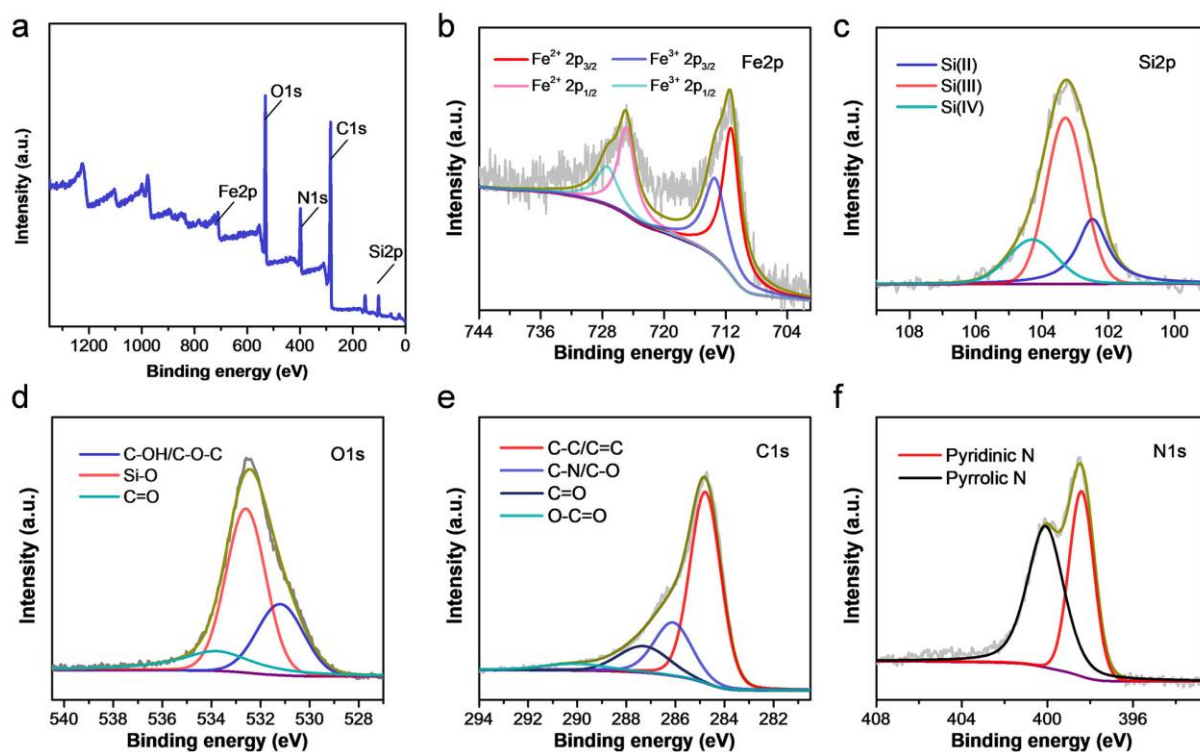 a
O1s
C1s
Fe2p
N1s
Si2p
Intensity (a.u.)
1200 1000 800 600 400 200 0
Binding energy (eV)
b
Fe²⁺ 2p₃/₂ Fe³⁺ 2p₃/₂ Fe2p
Fe²⁺ 2p₁/₂ Fe³⁺ 2p₁/₂
Intensity (a.u.)
744 736 728 720 712 704
Binding energy (eV)
c
Si(II) Si2p
Si(III)
Si(IV)
Intensity (a.u.)
108 106 104 102 100
Binding energy (eV)
d
C-OH/C-O-C O1s
Si-O
C=O
Intensity (a.u.)
540 538 536 534 532 530 528
Binding energy (eV)
e
C-C/C=C C1s
C-N/C-O
C=O
O-C=O
Intensity (a.u.)
294 292 290 288 286 284 282
Binding energy (eV)
f
Pyridinic N N1s
Pyrrolic N
Intensity (a.u.)
408 404 400 396
Binding energy (eV)